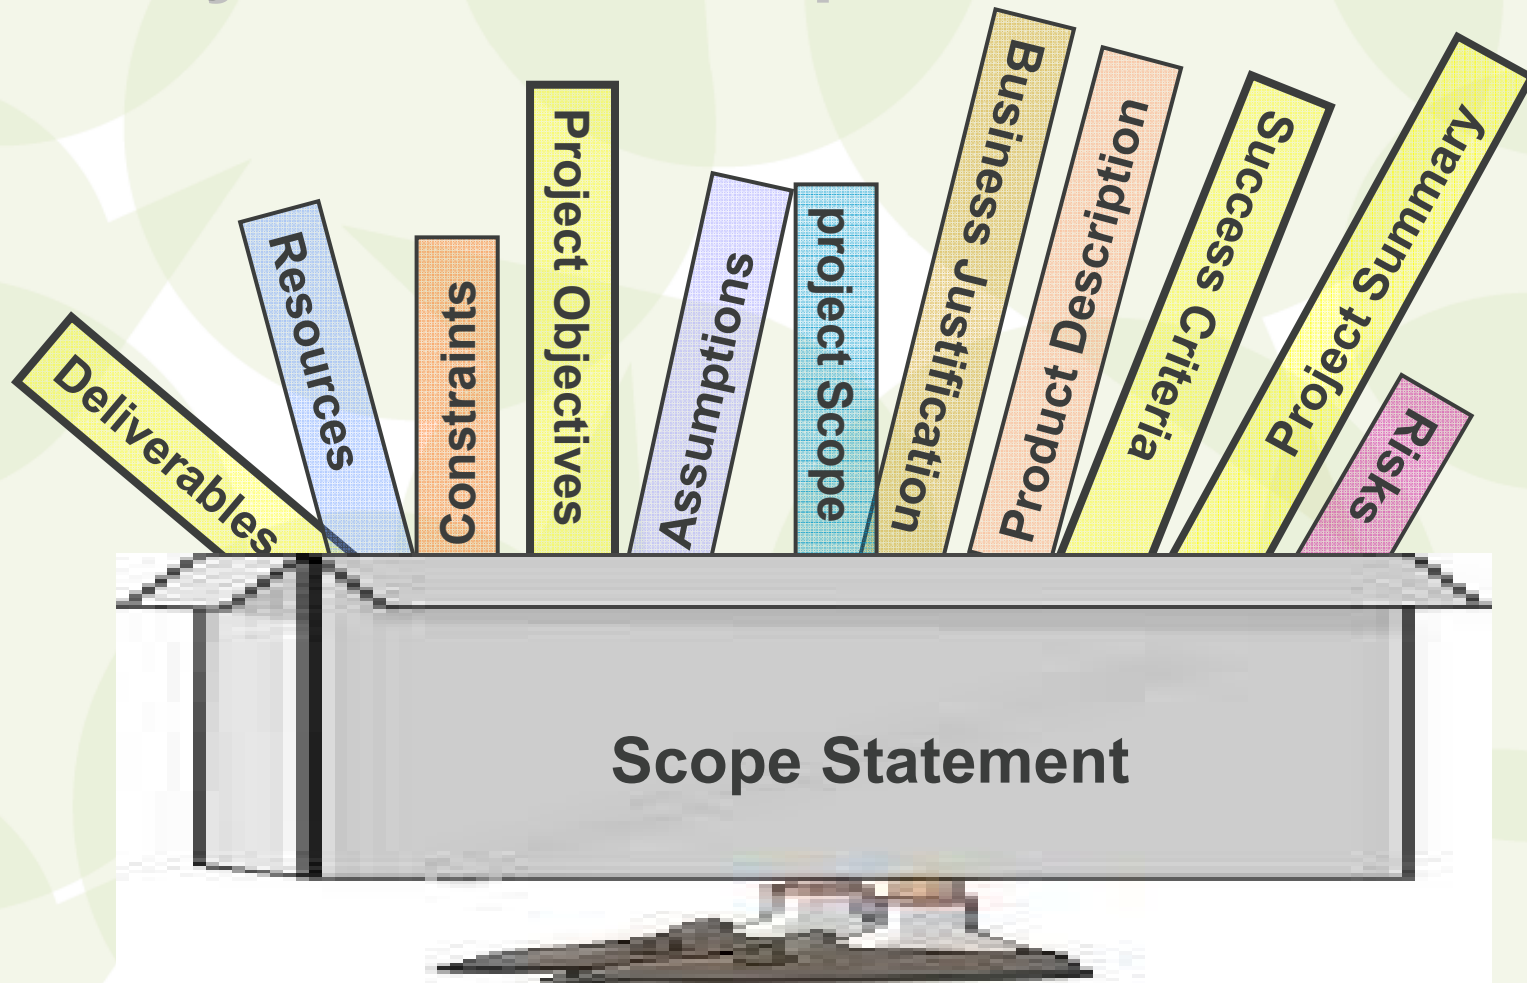 Deliverables
Resources
Constraints
Project Objectives
Assumptions
project Scope
Business Justification
Product Description
Success Criteria
Project Summary
Risks
Scope Statement